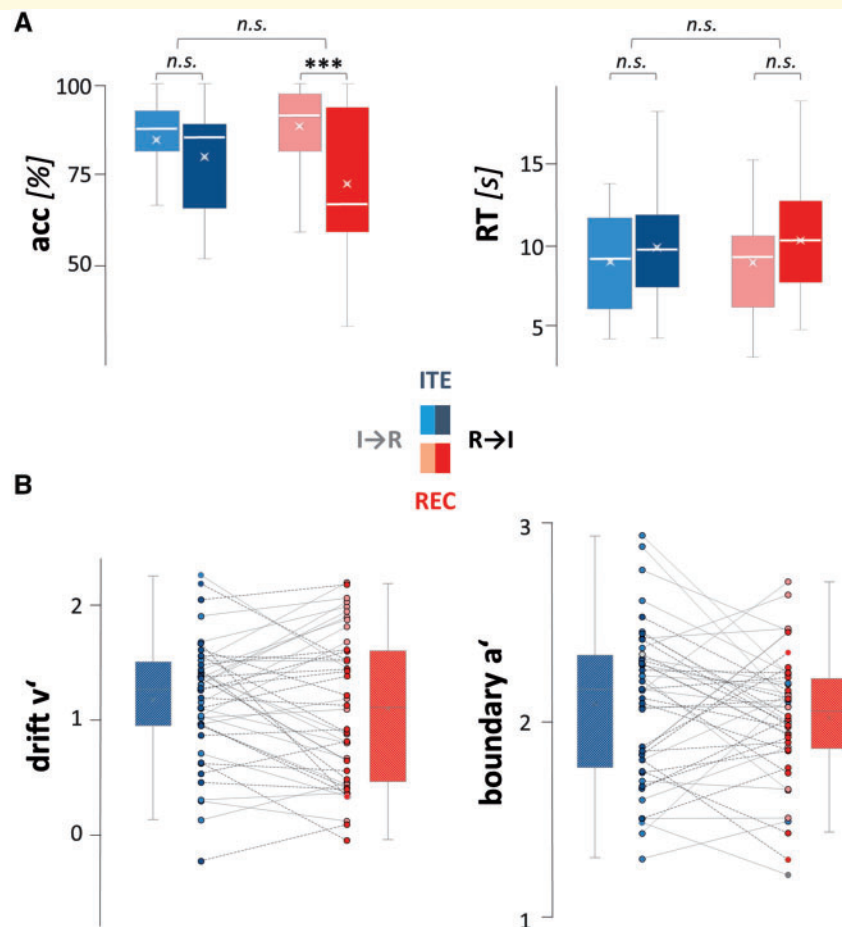 A
n.s.
n.s.
***
100
75
50
acc [%]
n.s.
n.s.
n.s.
15
10
5
RT [s]
ITE
I→R
R→I
REC
B
2
1
0
drift v‘
3
2
1
boundary a‘